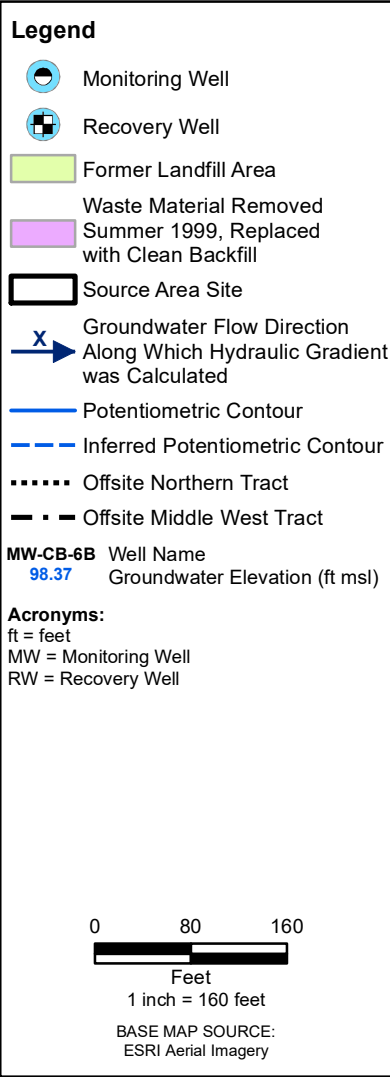 Legend
Monitoring Well
Recovery Well
Former Landfill Area
Waste Material Removed
Summer 1999, Replaced
with Clean Backfill
Source Area Site
X
Groundwater Flow Direction
Along Which Hydraulic Gradient
was Calculated
Potentiometric Contour
Inferred Potentiometric Contour
Offsite Northern Tract
Offsite Middle West Tract
MW-CB-6B Well Name
98.37 Groundwater Elevation (ft msl)
Acronyms:
ft = feet
MW = Monitoring Well
RW = Recovery Well
0 80 160
Feet
1 inch = 160 feet
BASE MAP SOURCE:
ESRI Aerial Imagery